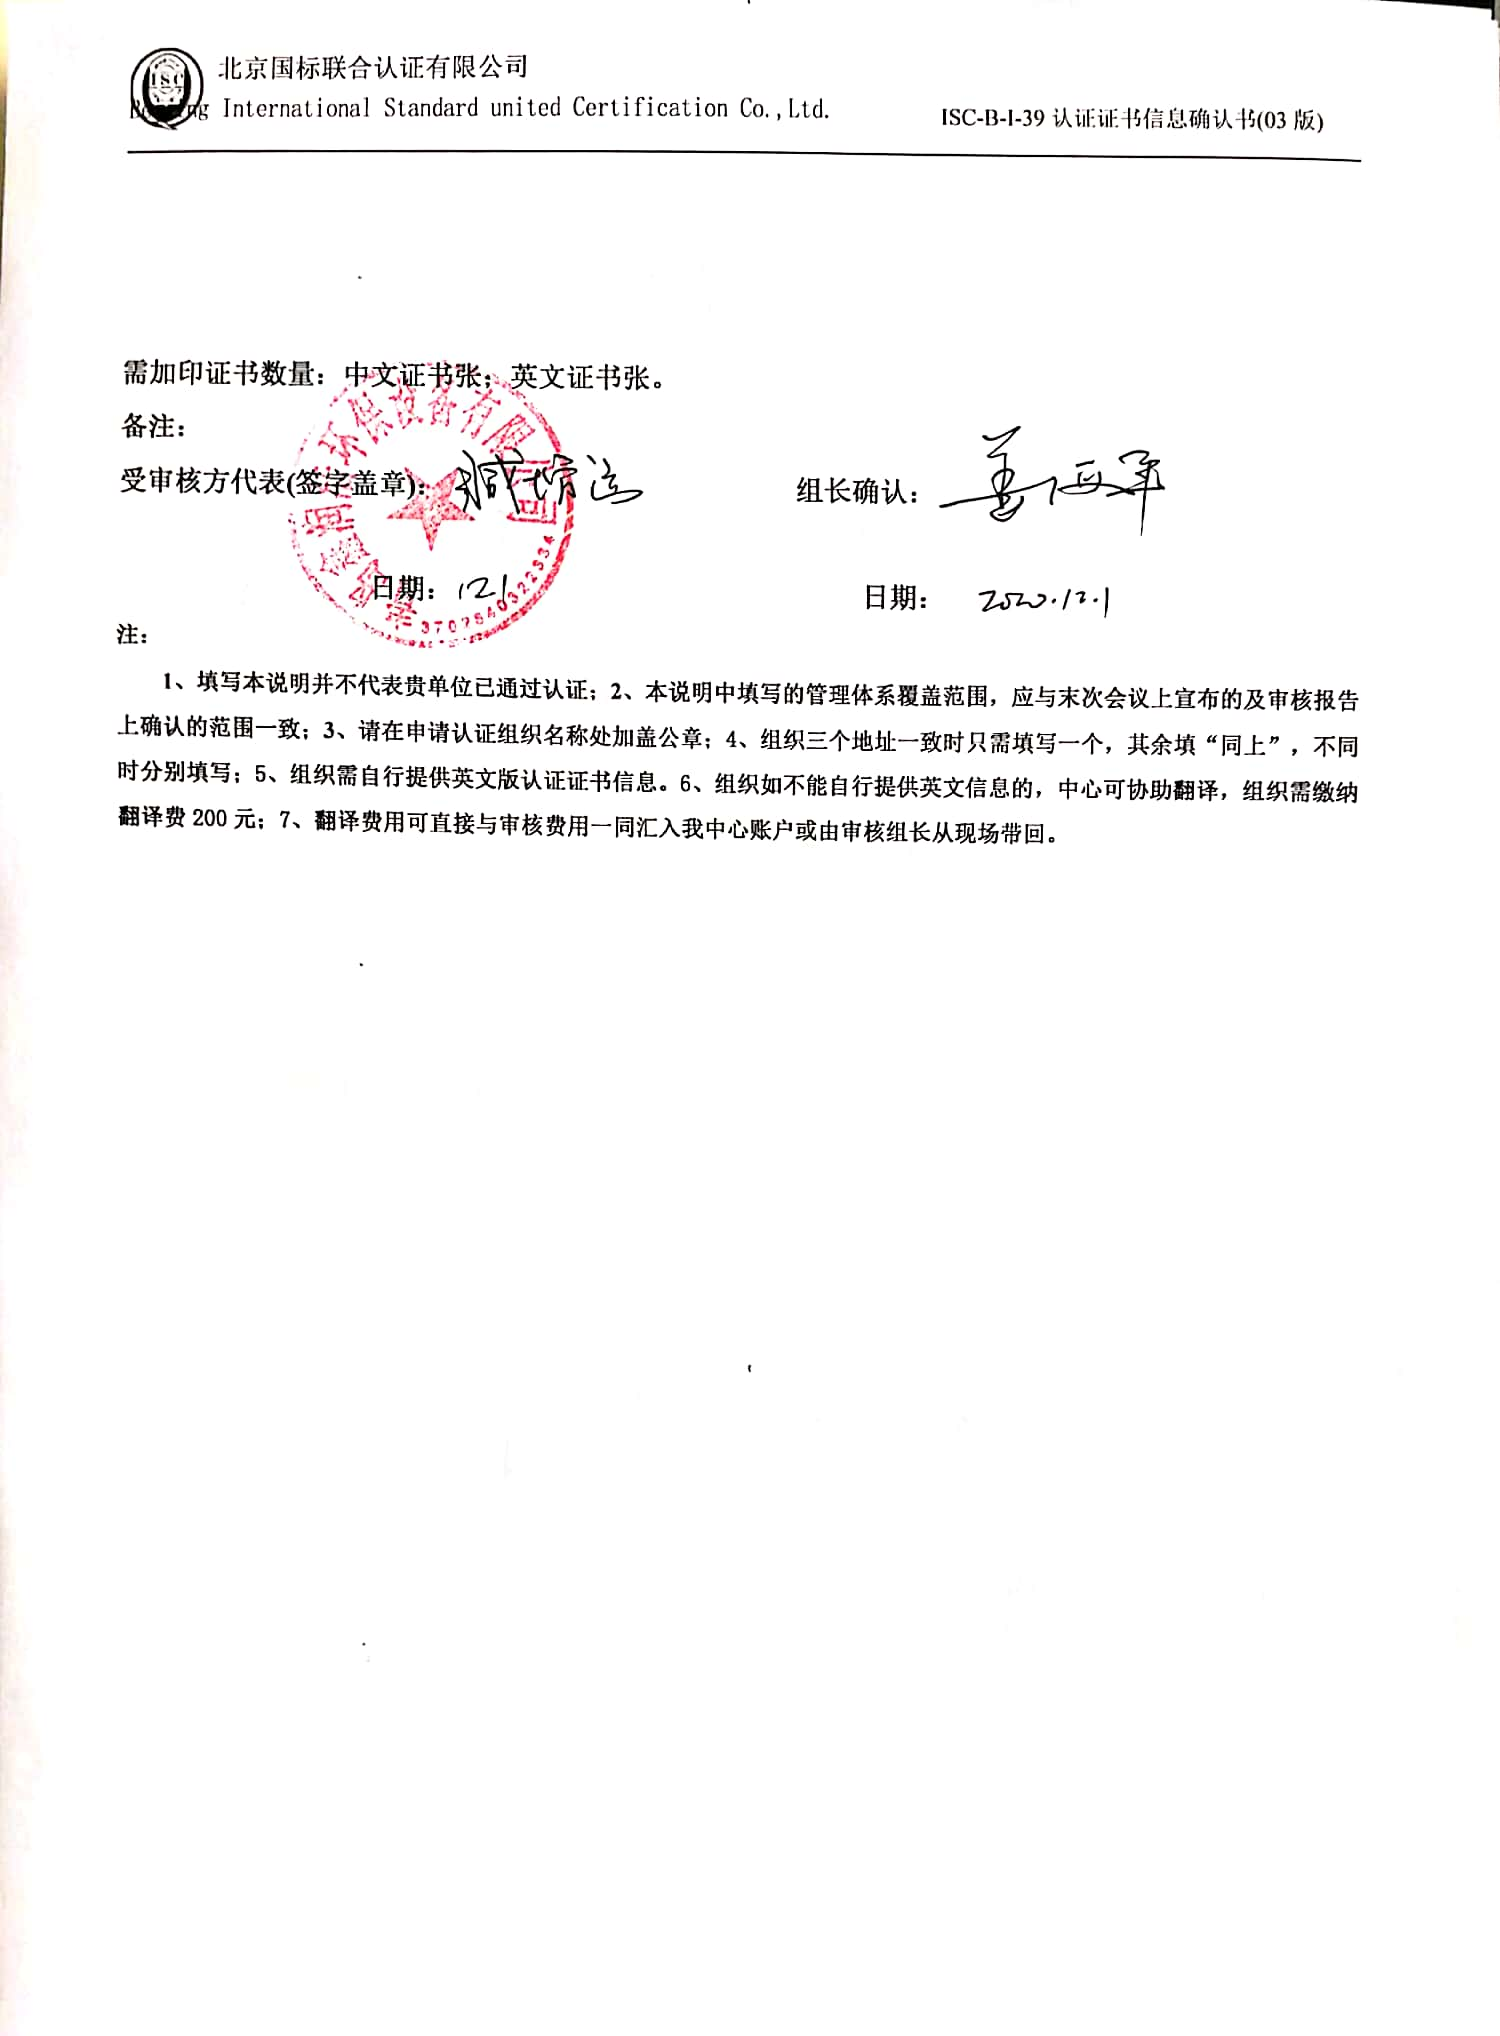 北京国标联合认证有限公司
Beijing International Standard united Certification Co.,Ltd.
ISC-B-I-39 认证证书信息确认书(03 版)
ISC
需加印证书数量：中文证书张；英文证书张。
备注：
受审核方代表(签字盖章)：
组长确认：
环保设备有限公司
3707840322534
日期：12.1
日期： 2020.12.1
注：
1、填写本说明并不代表贵单位已通过认证；2、本说明中填写的管理体系覆盖范围，应与末次会议上宣布的及审核报告
上确认的范围一致；3、请在申请认证组织名称处加盖公章；4、组织三个地址一致时只需填写一个，其余填“同上”，不同
时分别填写；5、组织需自行提供英文版认证证书信息。6、组织如不能自行提供英文信息的，中心可协助翻译，组织需缴纳
翻译费 200 元；7、翻译费用可直接与审核费用一同汇入我中心账户或由审核组长从现场带回。